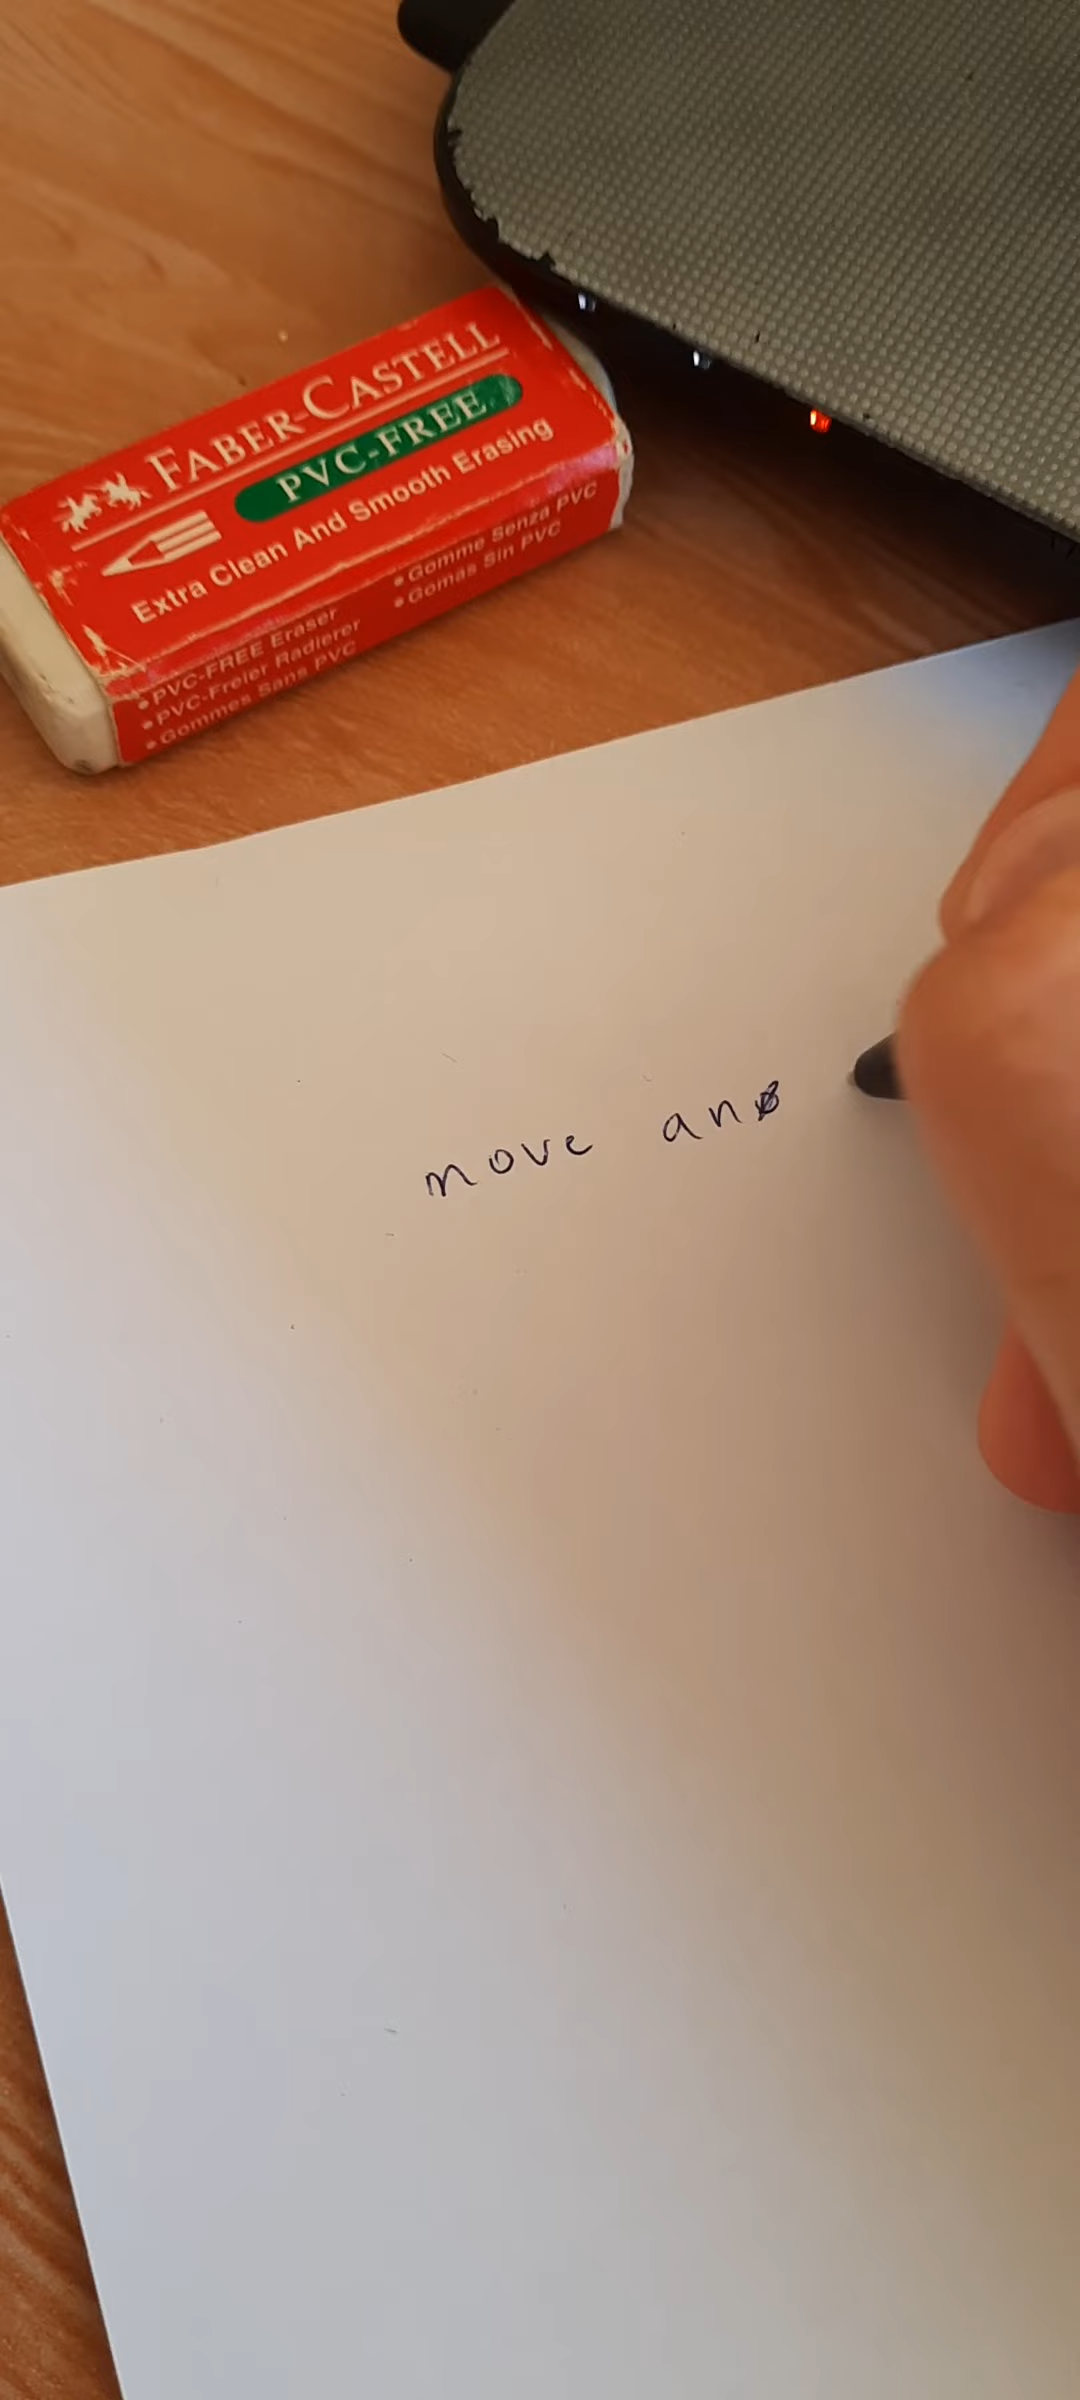 FABER-CASTELL
PVC-FREE
Extra Clean And Smooth Erasing
•PVC-FREE Eraser
•PVC-Freier Radierer
•Gommes Sans PVC
•Gomme Senza PVC
•Gomas Sin PVC
move an